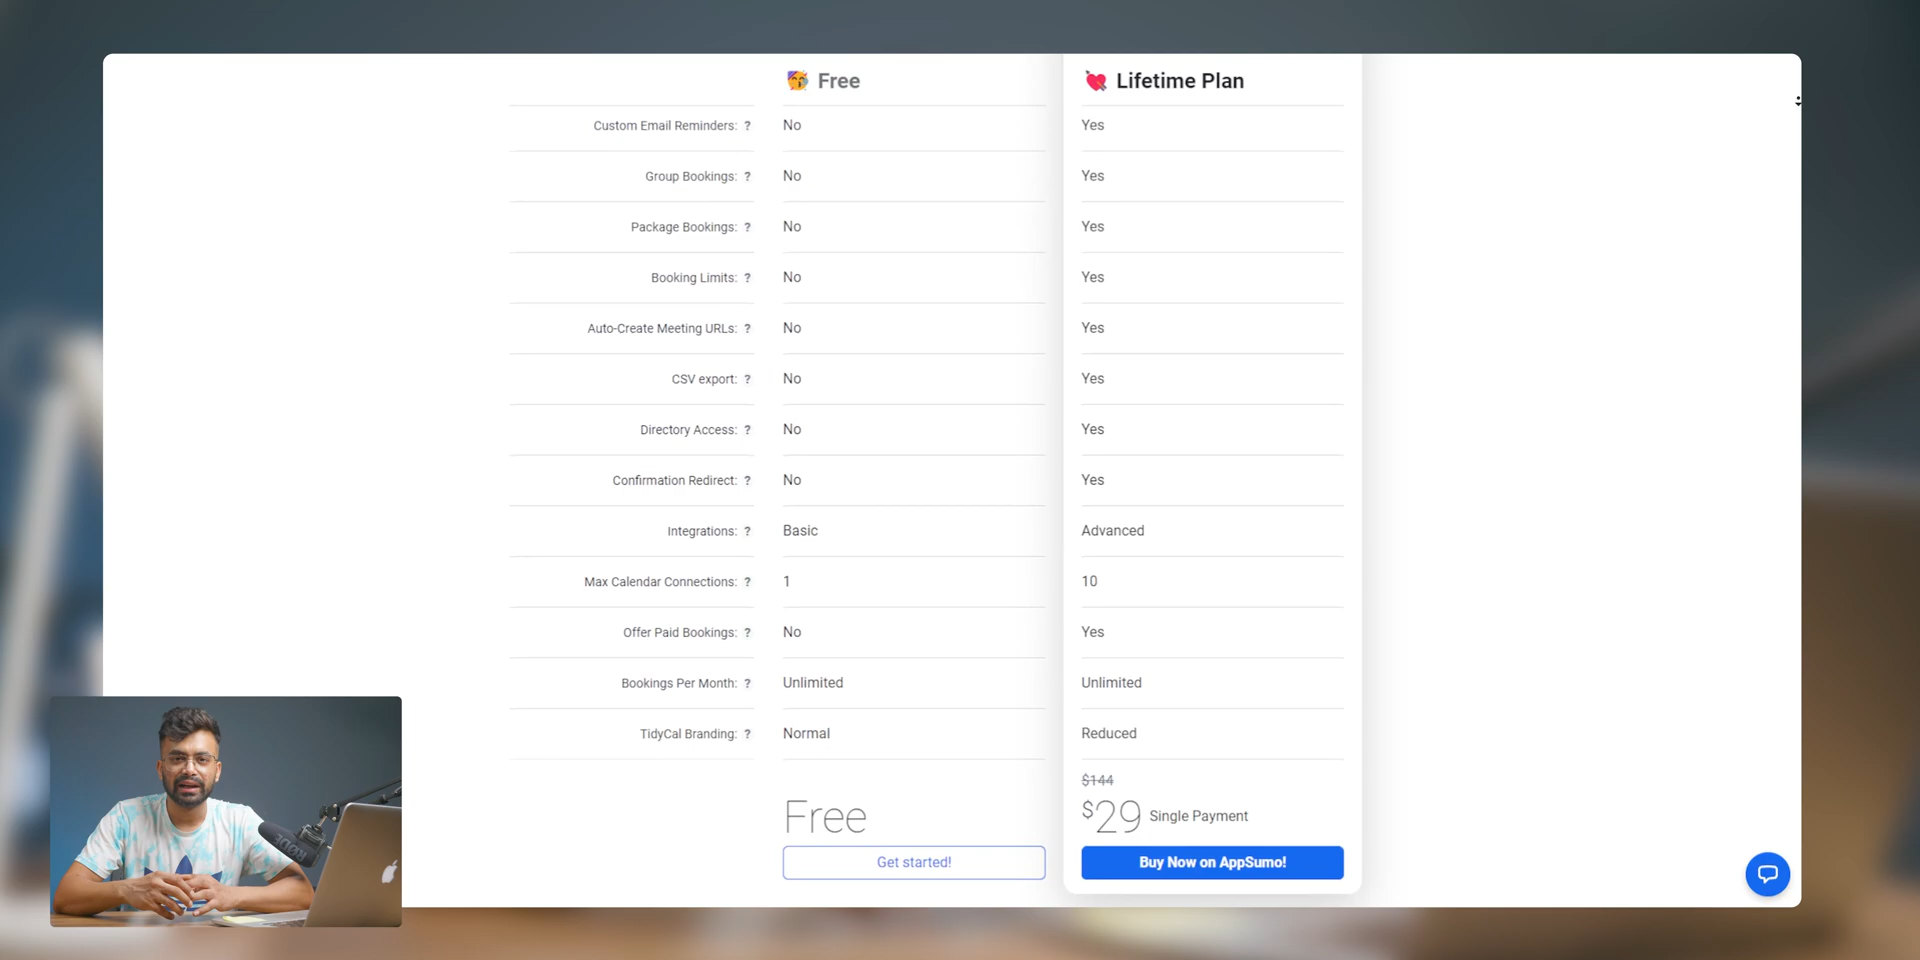 Free Lifetime Plan
Custom Email Reminders: ? No Yes
Group Bookings: ? No Yes
Package Bookings: ? No Yes
Booking Limits: ? No Yes
Auto-Create Meeting URLs: ? No Yes
CSV export: ? No Yes
Directory Access: ? No Yes
Confirmation Redirect: ? No Yes
Integrations: ? Basic Advanced
Max Calendar Connections: ? 1 10
Offer Paid Bookings: ? No Yes
Bookings Per Month: ? Unlimited Unlimited
TidyCal Branding: ? Normal Reduced
$144
Free $29 Single Payment
Get started! Buy Now on AppSumo!
RØDE